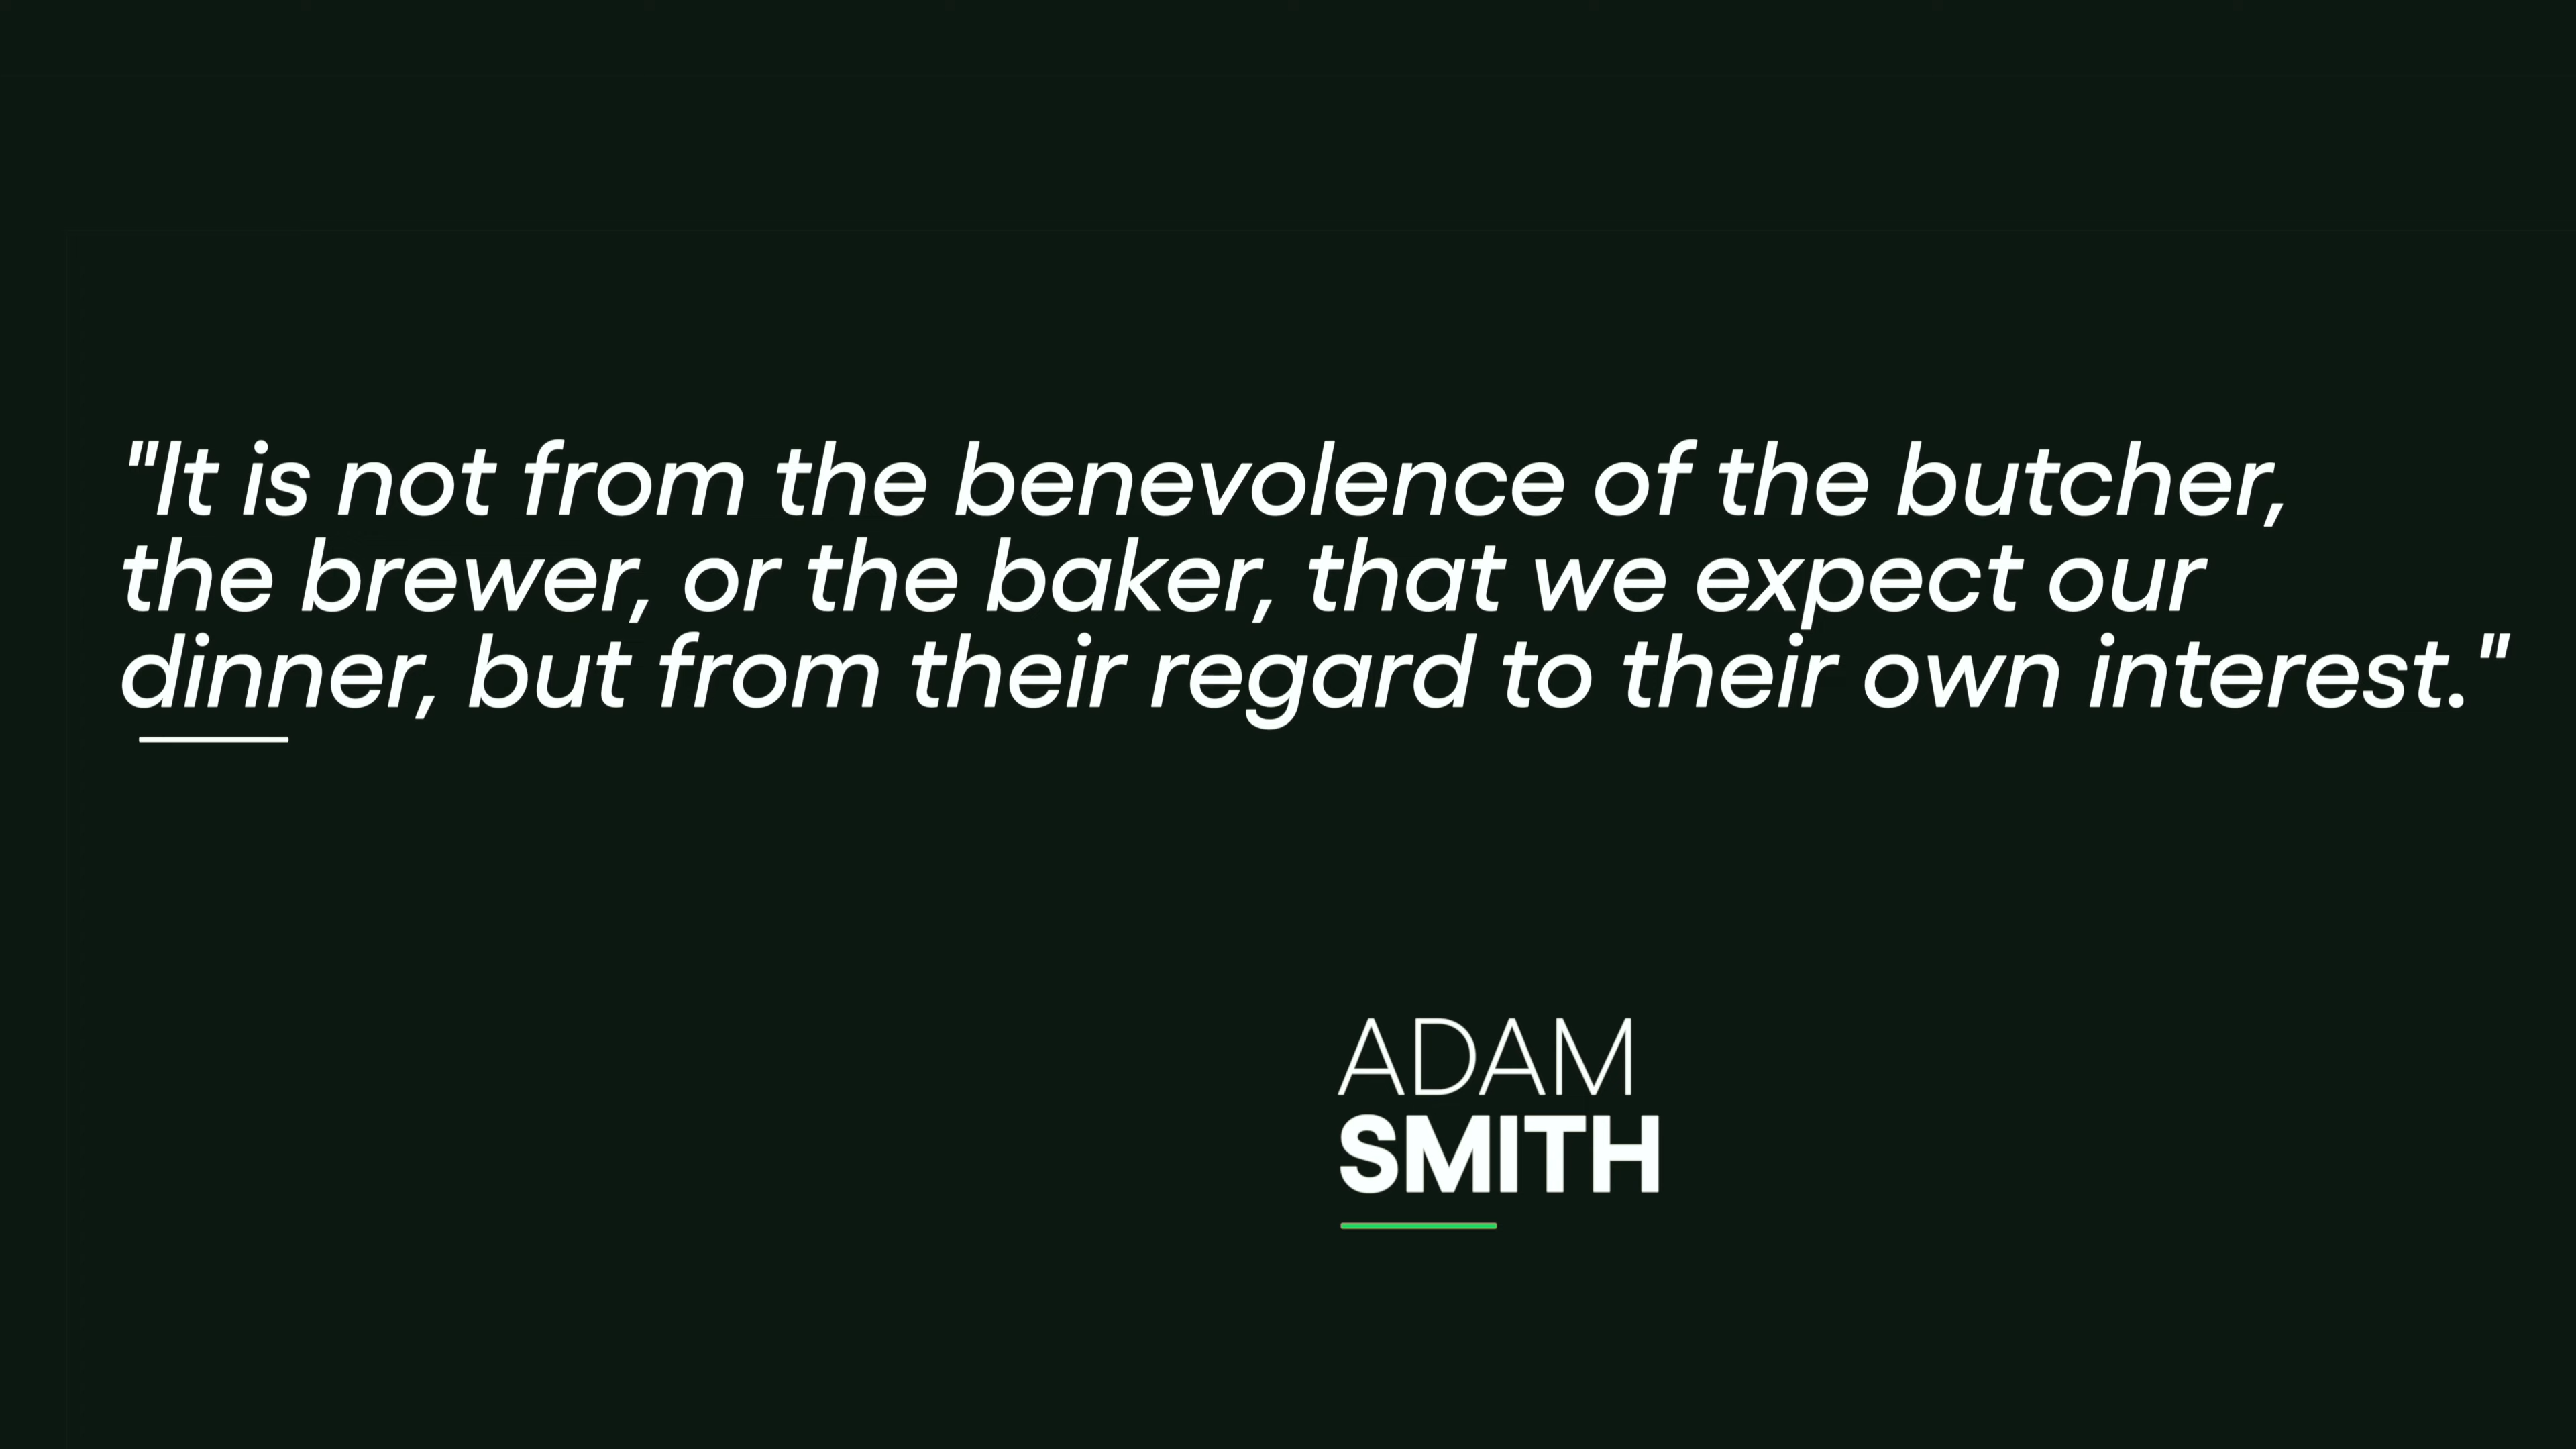 "It is not from the benevolence of the butcher,
the brewer, or the baker, that we expect our
dinner, but from their regard to their own interest."
ADAM
SMITH